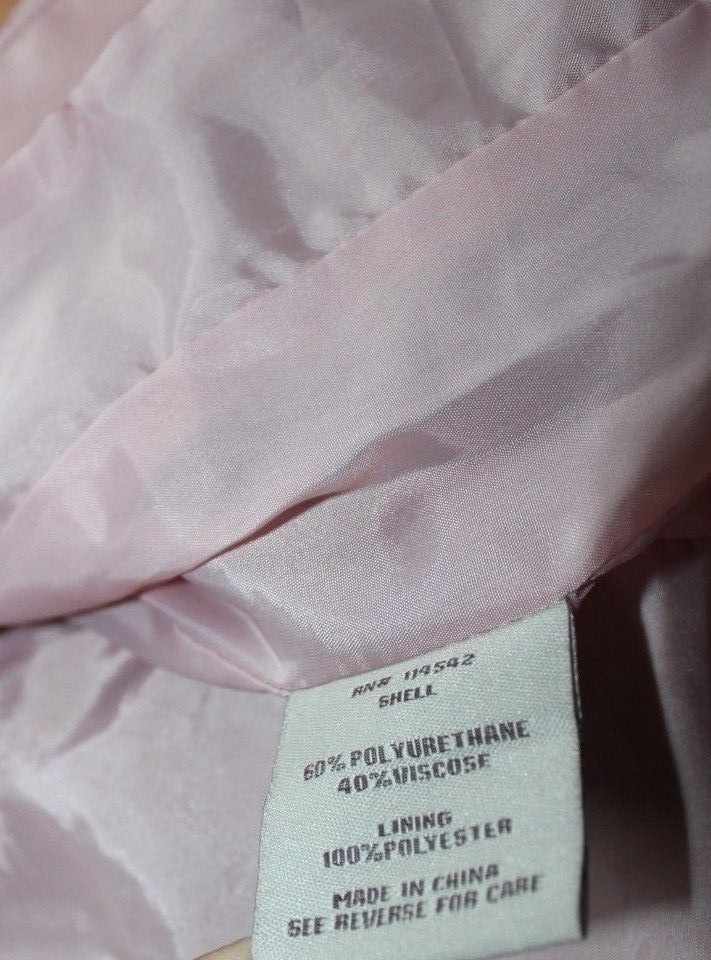 RN# 114542
SHELL
60%POLYURETHANE
40%VISCOSE
LINING
100%POLYESTER
MADE IN CHINA
SEE REVERSE FOR CARE